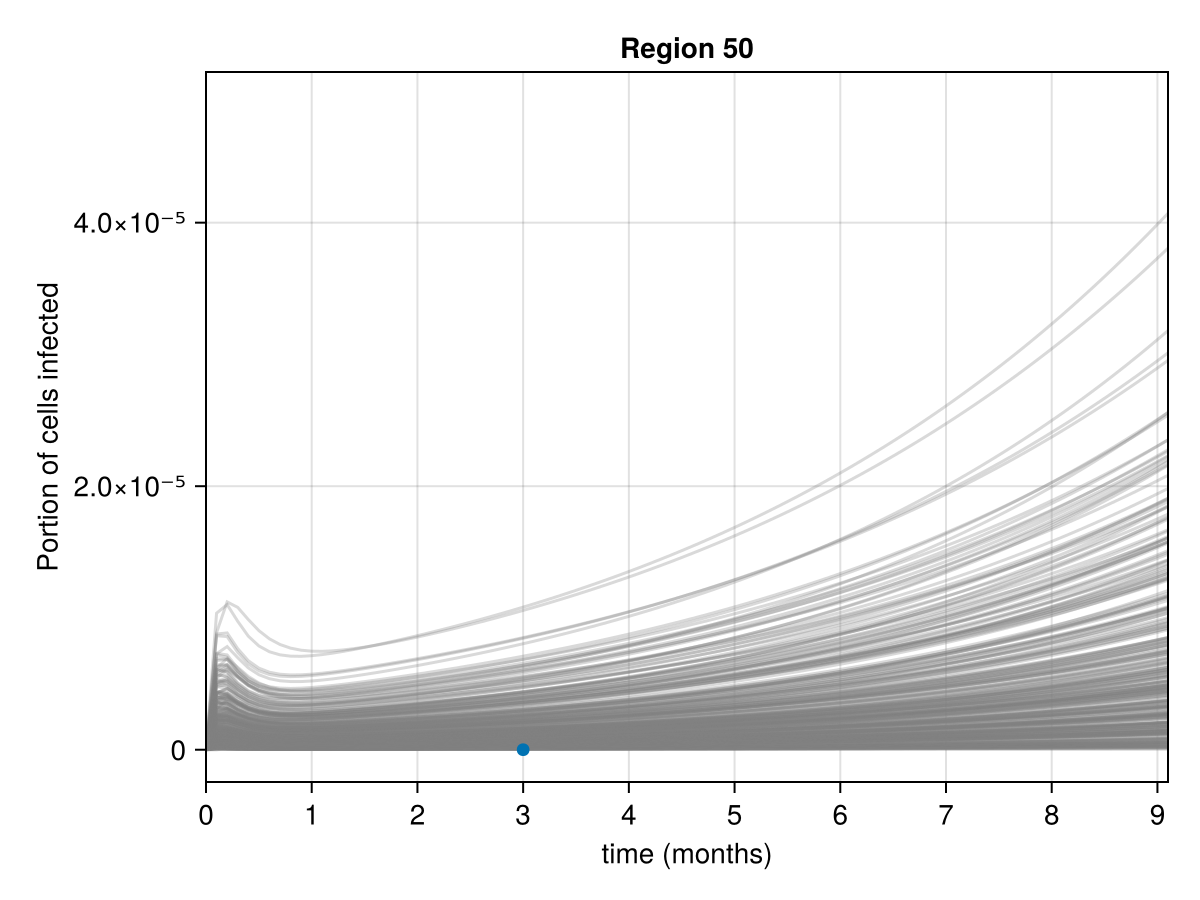 Region 50
Portion of cells infected
4.0×10⁻⁵
2.0×10⁻⁵
0
0 1 2 3 4 5 6 7 8 9
time (months)